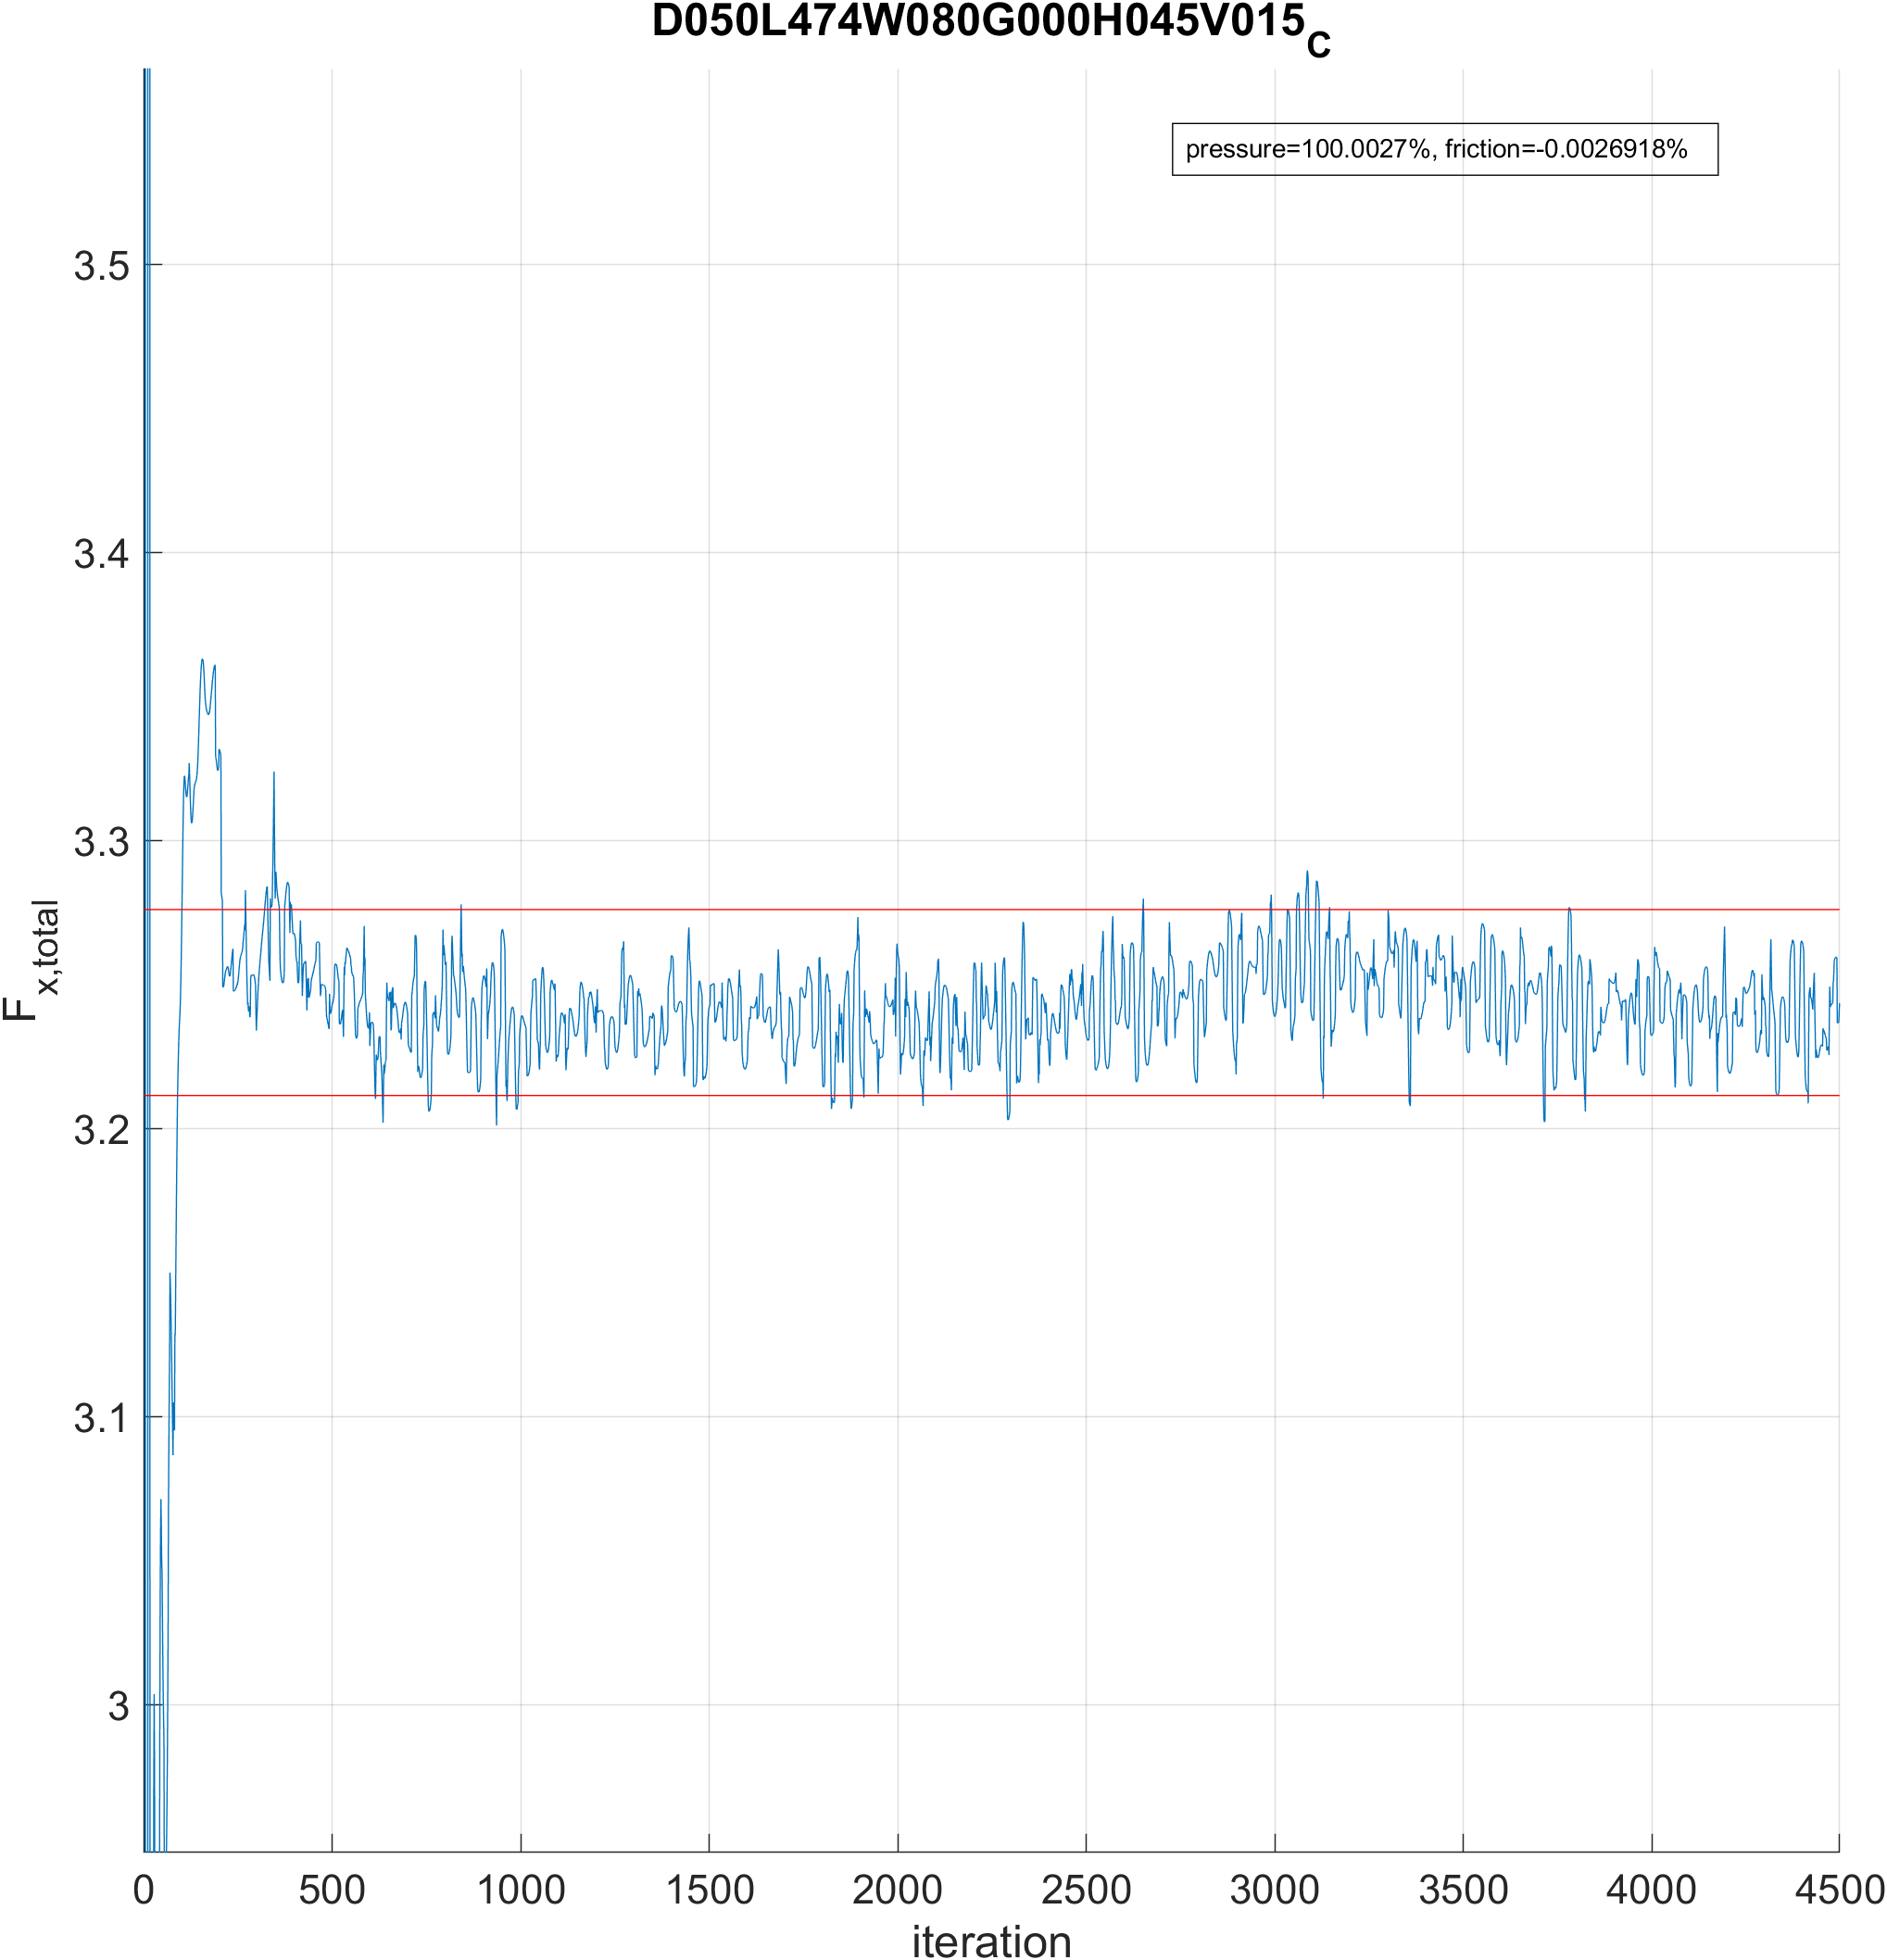 D050L474W080G000H045V015C
pressure=100.0027%, friction=-0.0026918%
3.5
3.4
3.3
3.2
3.1
3
F x,total
0 500 1000 1500 2000 2500 3000 3500 4000 4500
iteration